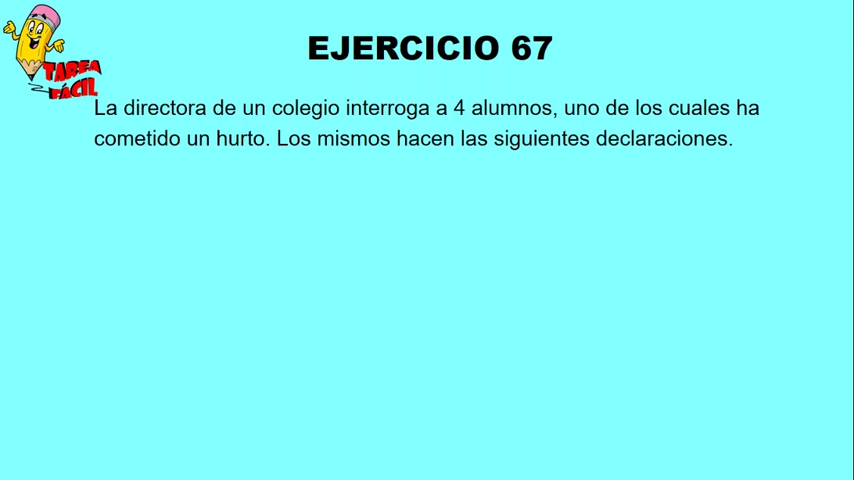 EJERCICIO 67
TAREA
FÁCIL
La directora de un colegio interroga a 4 alumnos, uno de los cuales ha
cometido un hurto. Los mismos hacen las siguientes declaraciones.